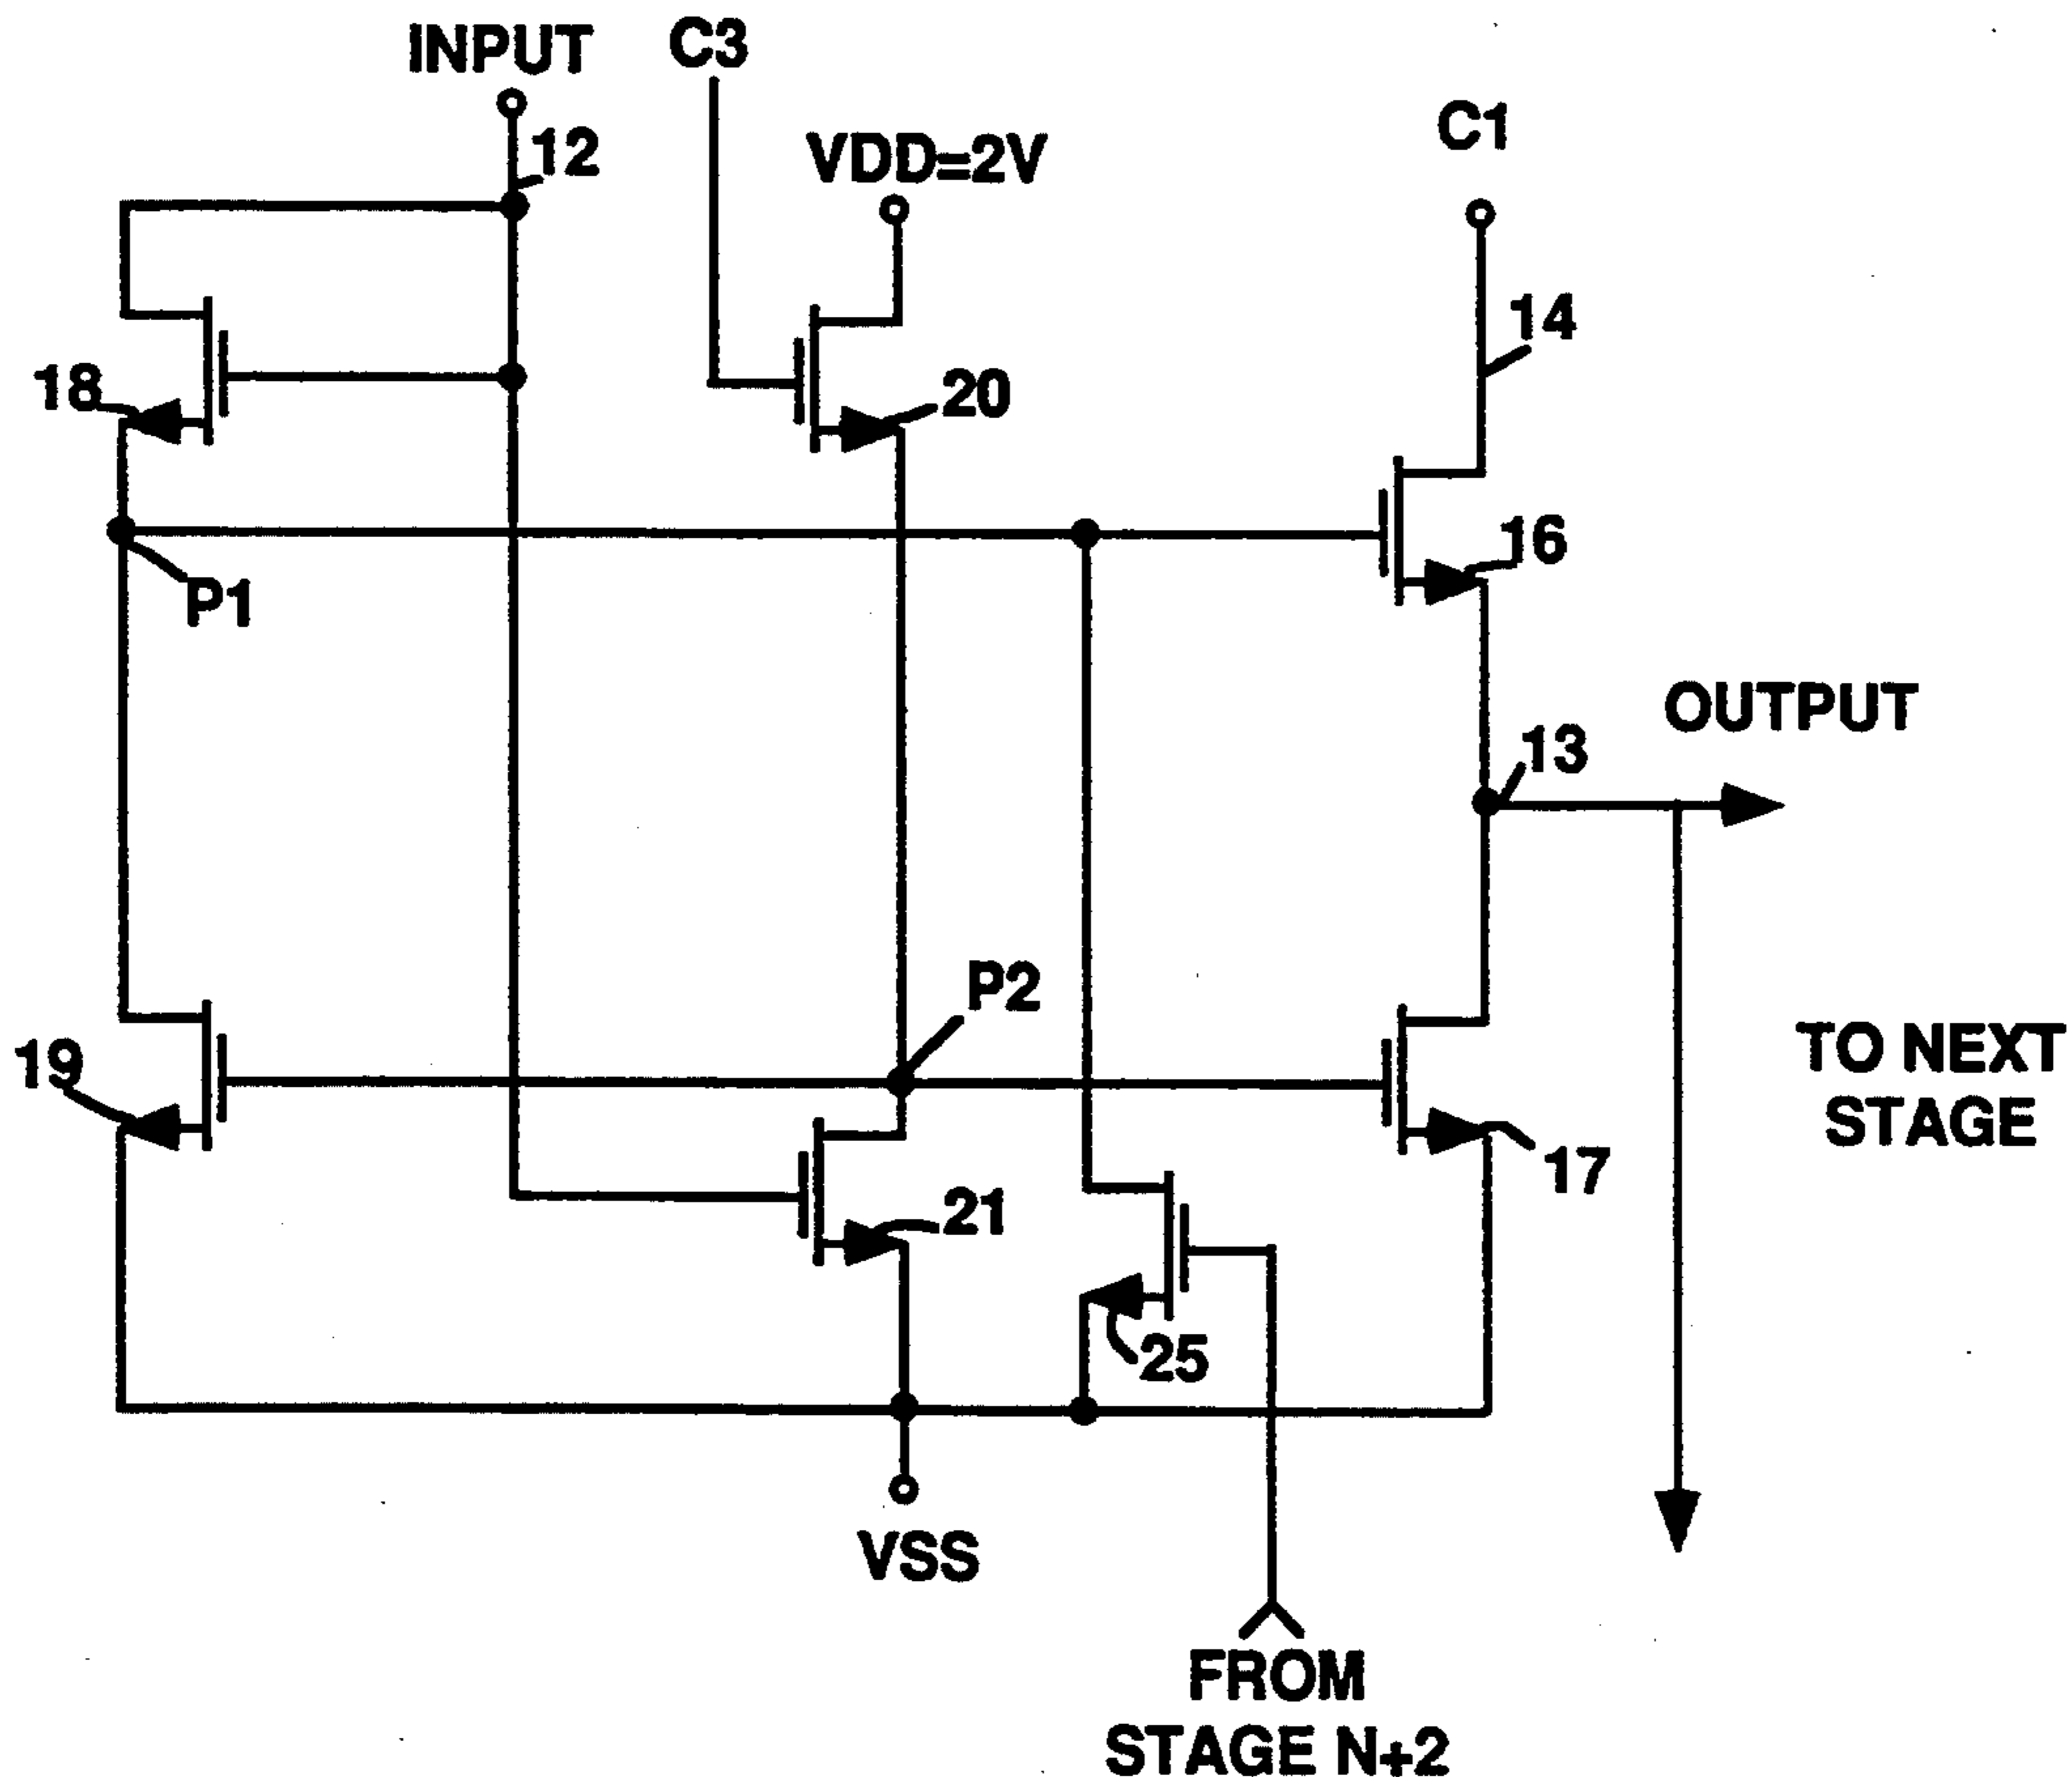 INPUT
C3
C1
12
VDD=2V
14
18
20
16
P1
OUTPUT
13
P2
TO NEXT
STAGE
19
17
21
25
VSS
FROM
STAGE N+2